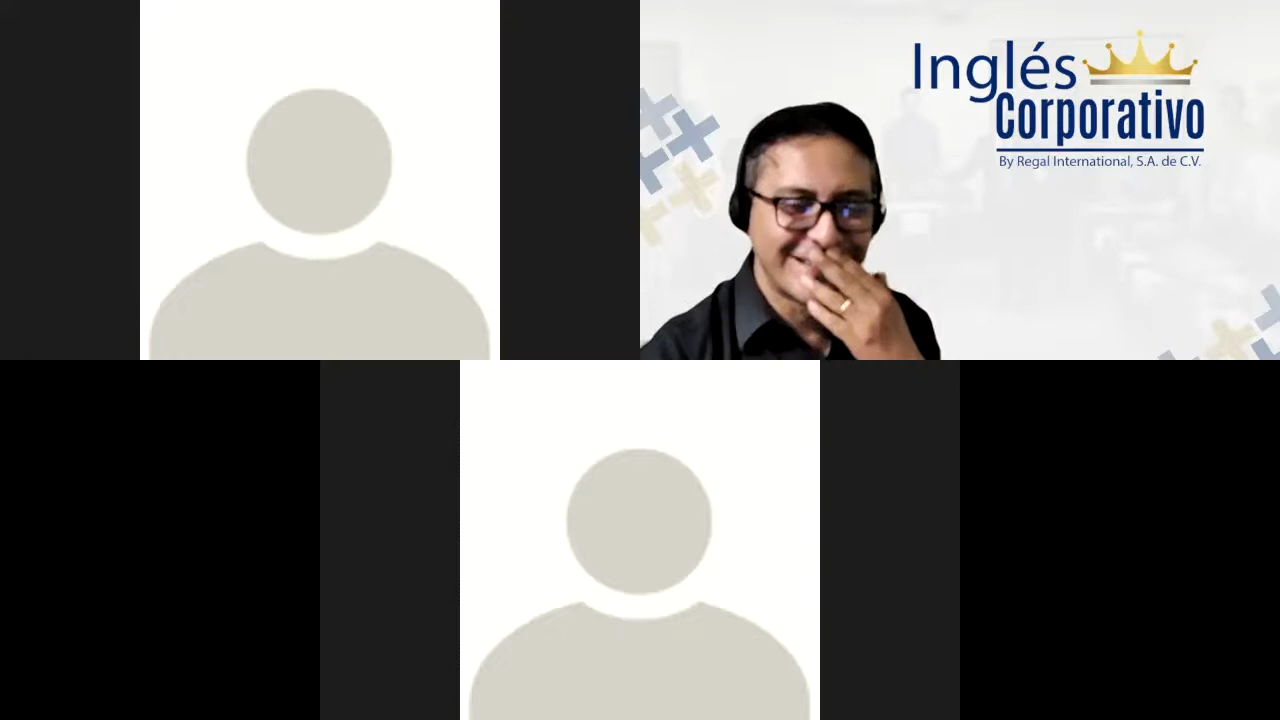 Inglés
Corporativo
By Regal International, S.A. de C.V.